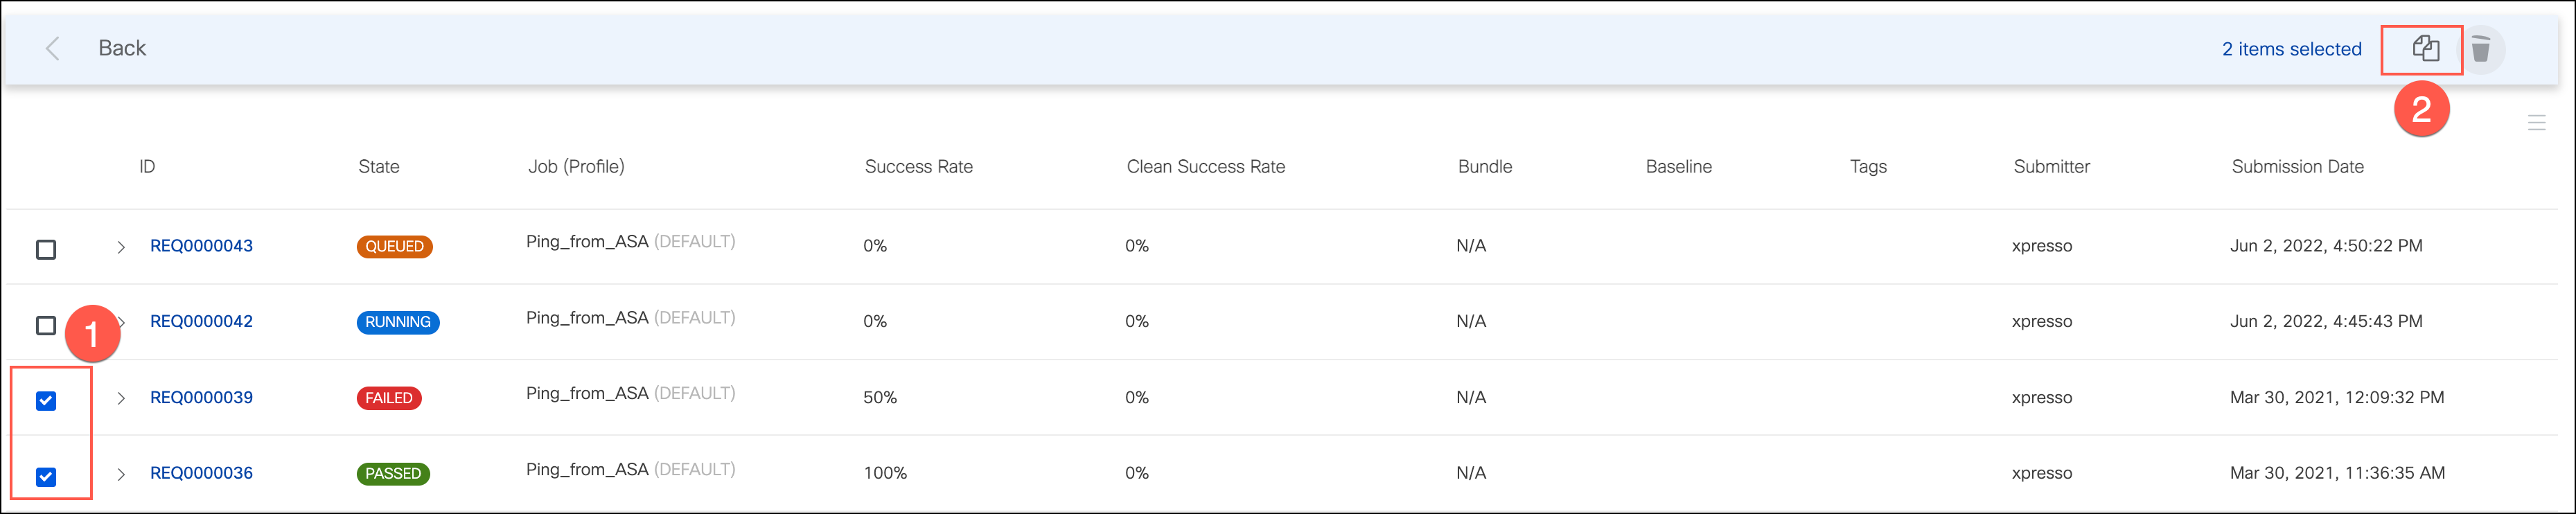 Back 2 items selected
2
ID State Job (Profile) Success Rate Clean Success Rate Bundle Baseline Tags Submitter Submission Date
REQ0000043 QUEUED Ping_from_ASA (DEFAULT) 0% 0% N/A xpresso Jun 2, 2022, 4:50:22 PM
REQ0000042 RUNNING Ping_from_ASA (DEFAULT) 0% 0% N/A xpresso Jun 2, 2022, 4:45:43 PM
1
REQ0000039 FAILED Ping_from_ASA (DEFAULT) 50% 0% N/A xpresso Mar 30, 2021, 12:09:32 PM
REQ0000036 PASSED Ping_from_ASA (DEFAULT) 100% 0% N/A xpresso Mar 30, 2021, 11:36:35 AM